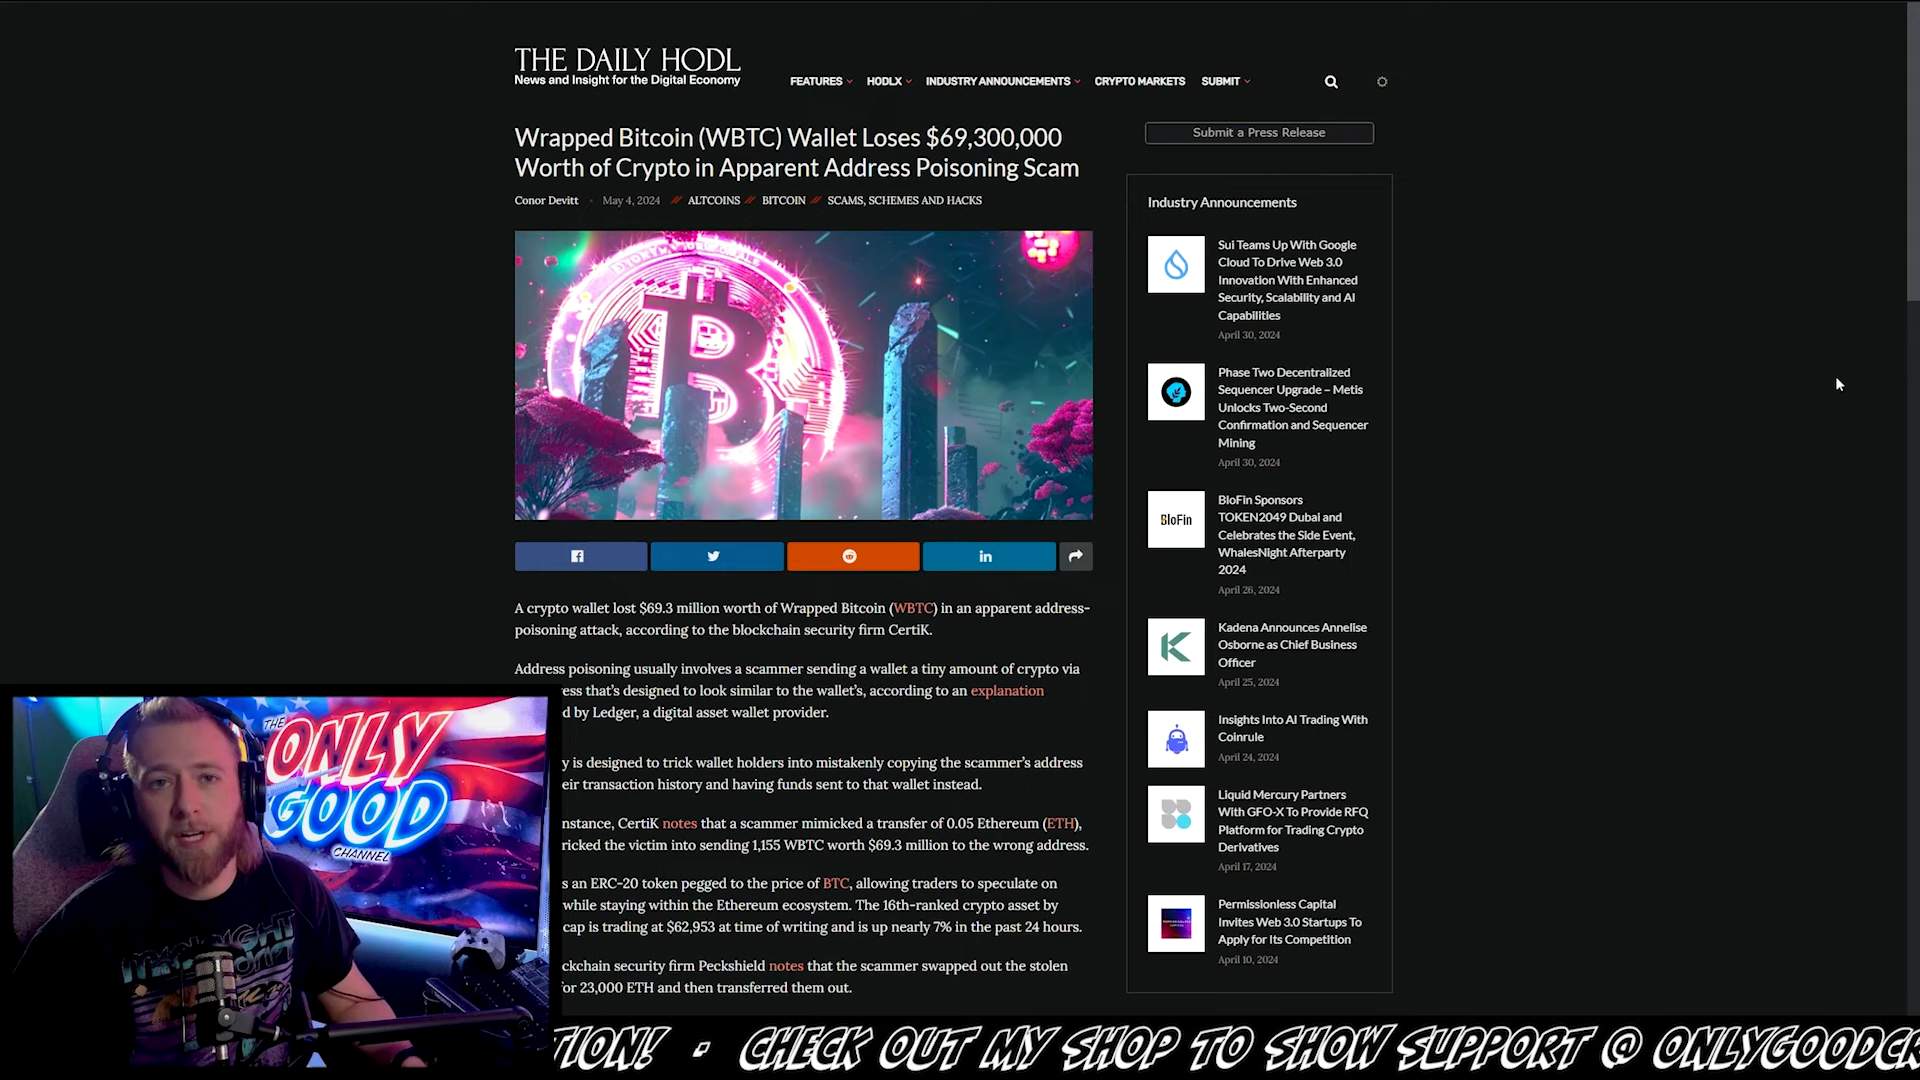 THE DAILY HODL
News and Insight for the Digital Economy
FEATURES HODLX INDUSTRY ANNOUNCEMENTS CRYPTO MARKETS SUBMIT
Wrapped Bitcoin (WBTC) Wallet Loses $69,300,000
Worth of Crypto in Apparent Address Poisoning Scam
Conor Devitt • May 4, 2024 // ALTCOINS // BITCOIN // SCAMS, SCHEMES AND HACKS
A crypto wallet lost $69.3 million worth of Wrapped Bitcoin (WBTC) in an apparent address-
poisoning attack, according to the blockchain security firm CertiK.
Address poisoning usually involves a scammer sending a wallet a tiny amount of crypto via
ess that's designed to look similar to the wallet's, according to an explanation
d by Ledger, a digital asset wallet provider.
y is designed to trick wallet holders into mistakenly copying the scammer's address
eir transaction history and having funds sent to that wallet instead.
nstance, CertiK notes that a scammer mimicked a transfer of 0.05 Ethereum (ETH),
ricked the victim into sending 1,155 WBTC worth $69.3 million to the wrong address.
s an ERC-20 token pegged to the price of BTC, allowing traders to speculate on
while staying within the Ethereum ecosystem. The 16th-ranked crypto asset by
cap is trading at $62,953 at time of writing and is up nearly 7% in the past 24 hours.
ckchain security firm Peckshield notes that the scammer swapped out the stolen
for 23,000 ETH and then transferred them out.
Submit a Press Release
Industry Announcements
Sui Teams Up With Google
Cloud To Drive Web 3.0
Innovation With Enhanced
Security, Scalability and AI
Capabilities
April 30, 2024
Phase Two Decentralized
Sequencer Upgrade – Metis
Unlocks Two-Second
Confirmation and Sequencer
Mining
April 30, 2024
BloFin
BloFin Sponsors
TOKEN2049 Dubai and
Celebrates the Side Event,
WhalesNight Afterparty
2024
April 26, 2024
Kadena Announces Annelise
Osborne as Chief Business
Officer
April 25, 2024
Insights Into AI Trading With
Coinrule
April 24, 2024
Liquid Mercury Partners
With GFO-X To Provide RFQ
Platform for Trading Crypto
Derivatives
April 17, 2024
Permissionless Capital
Invites Web 3.0 Startups To
Apply for Its Competition
April 10, 2024
THE
ONLY
GOOD
CHANNEL
TION! - CHECK OUT MY SHOP TO SHOW SUPPORT @ ONLYGOODCR